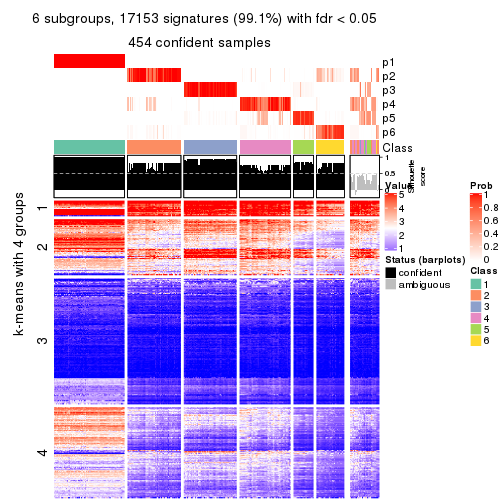 6 subgroups, 17153 signatures (99.1%) with fdr < 0.05
454 confident samples
p1
p2
p3
p4
p5
p6
Class
1
0.5
0
Silhouette
score
k-means with 4 groups
1
2
3
4
Value
5
4
3
2
1
Status (barplots)
confident
ambiguous
Prob
1
0.8
0.6
0.4
0.2
0
Class
1
2
3
4
5
6